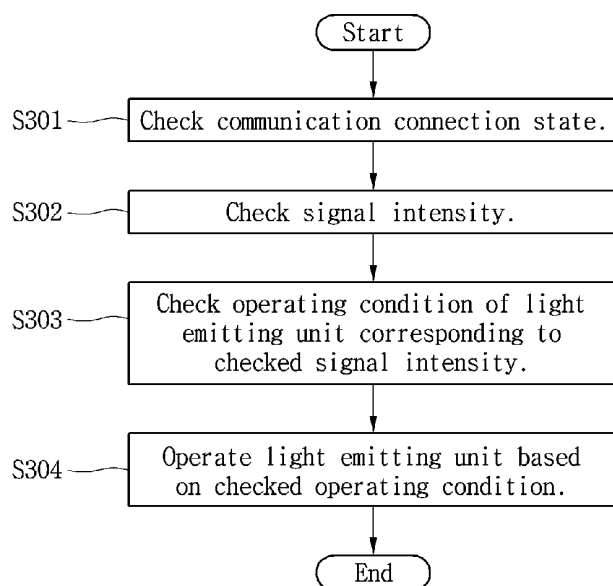 Start
S301
Check communication connection state.
S302
Check signal intensity.
S303
Check operating condition of light
emitting unit corresponding to
checked signal intensity.
S304
Operate light emitting unit based
on checked operating condition.
End